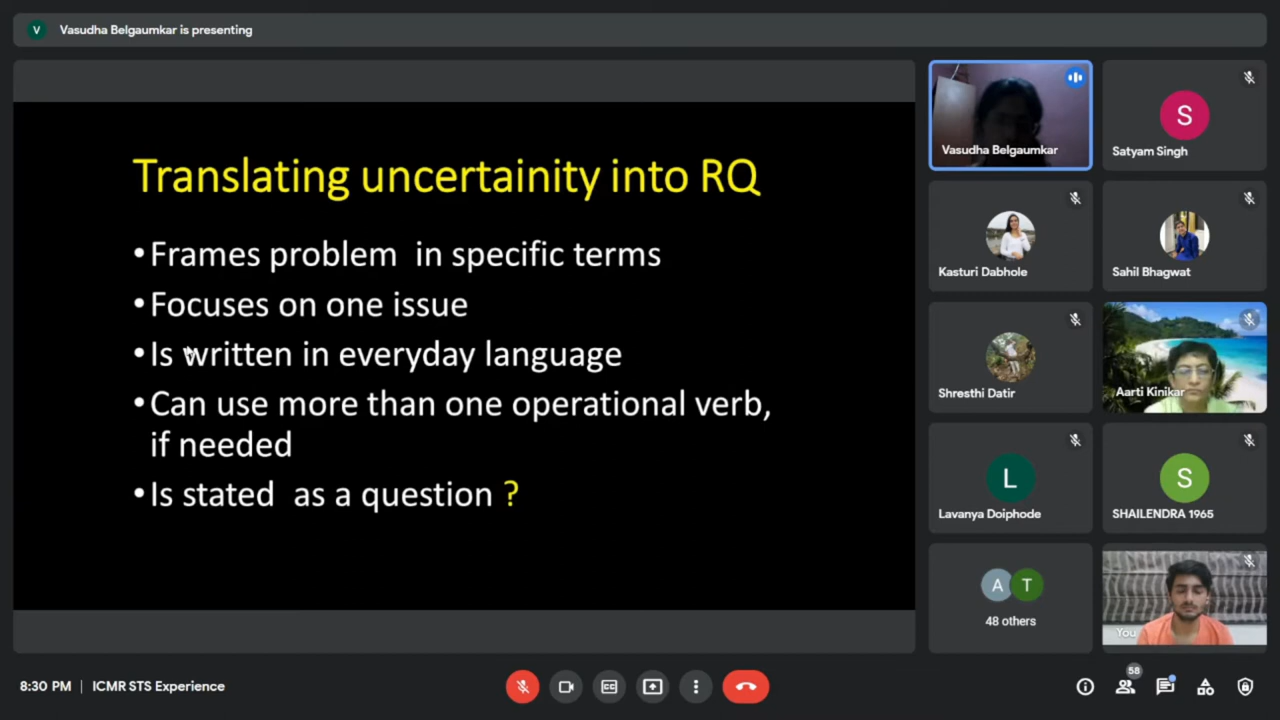 V Vasudha Belgaumkar is presenting
Translating uncertainity into RQ
•Frames problem in specific terms
•Focuses on one issue
•Is written in everyday language
•Can use more than one operational verb,
if needed
•Is stated as a question ?
Vasudha Belgaumkar
S
Satyam Singh
Kasturi Dabhole
Sahil Bhagwat
Shresthi Datir
Aarti Kinikar
L
Lavanya Doiphode
S
SHAILENDRA 1965
A T
48 others
You
8:30 PM | ICMR STS Experience
CC
58